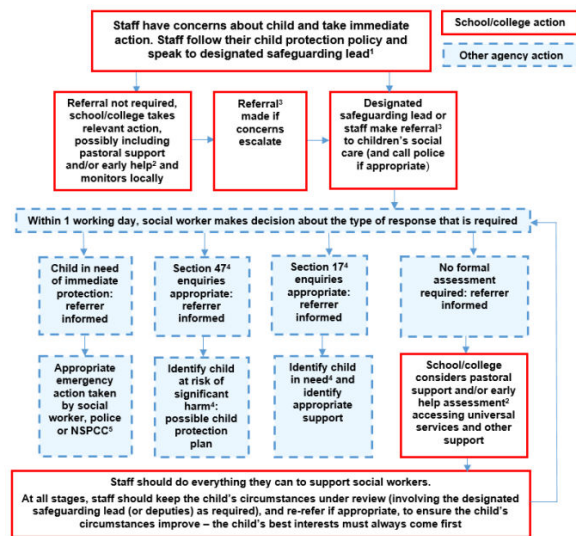 Staff have concerns about child and take immediate
action. Staff follow their child protection policy and
speak to designated safeguarding lead¹
School/college action
Other agency action
Referral not required,
school/college takes
relevant action,
possibly including
pastoral support
and/or early help² and
monitors locally
Referral³
made if
concerns
escalate
Designated
safeguarding lead or
staff make referral³
to children's social
care (and call police
if appropriate)
Within 1 working day, social worker makes decision about the type of response that is required
Child in need
of immediate
protection:
referrer
informed
Section 47⁴
enquiries
appropriate:
referrer
informed
Section 17⁴
enquiries
appropriate:
referrer
informed
No formal
assessment
required: referrer
informed
Appropriate
emergency
action taken
by social
worker, police
or NSPCC⁵
Identify child
at risk of
significant
harm⁴:
possible child
protection
plan
Identify child
in need⁴ and
identify
appropriate
support
School/college
considers pastoral
support and/or early
help assessment²
accessing universal
services and other
support
Staff should do everything they can to support social workers.
At all stages, staff should keep the child's circumstances under review (involving the designated
safeguarding lead (or deputies) as required), and re-refer if appropriate, to ensure the child's
circumstances improve – the child's best interests must always come first